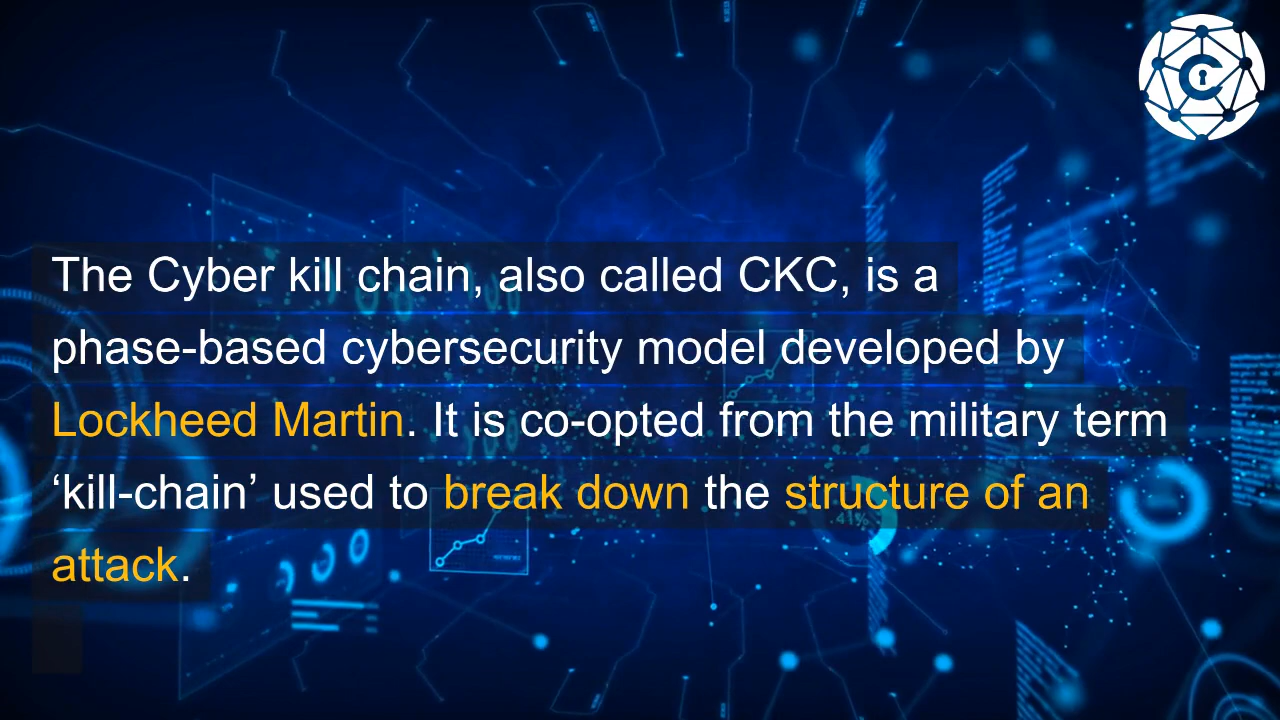 The Cyber kill chain, also called CKC, is a
phase-based cybersecurity model developed by
Lockheed Martin. It is co-opted from the military term
‘kill-chain’ used to break down the structure of an
attack.
41%